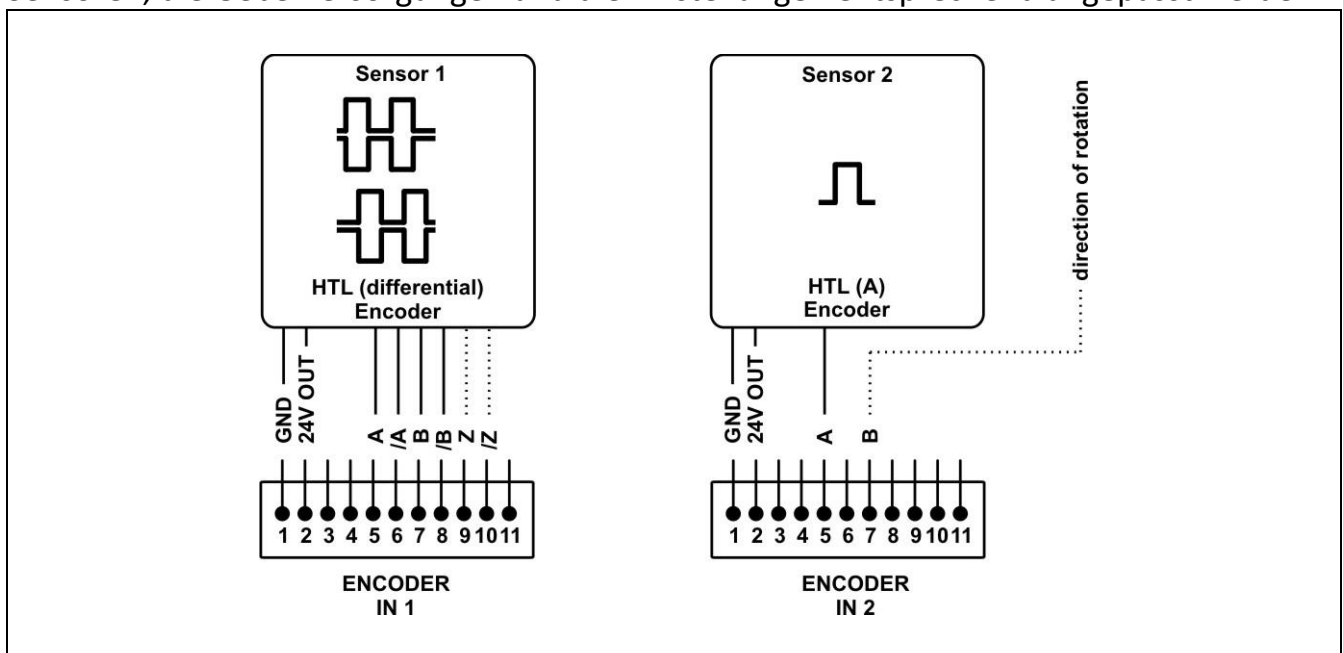 Sensor 1
HTL (differential)
Encoder
GND
24V OUT
A
/A
B
/B
Z
/Z
1 2 3 4 5 6 7 8 9 10 11
ENCODER
IN 1
Sensor 2
HTL (A)
Encoder
direction of rotation
GND
24V OUT
A
B
1 2 3 4 5 6 7 8 9 10 11
ENCODER
IN 2